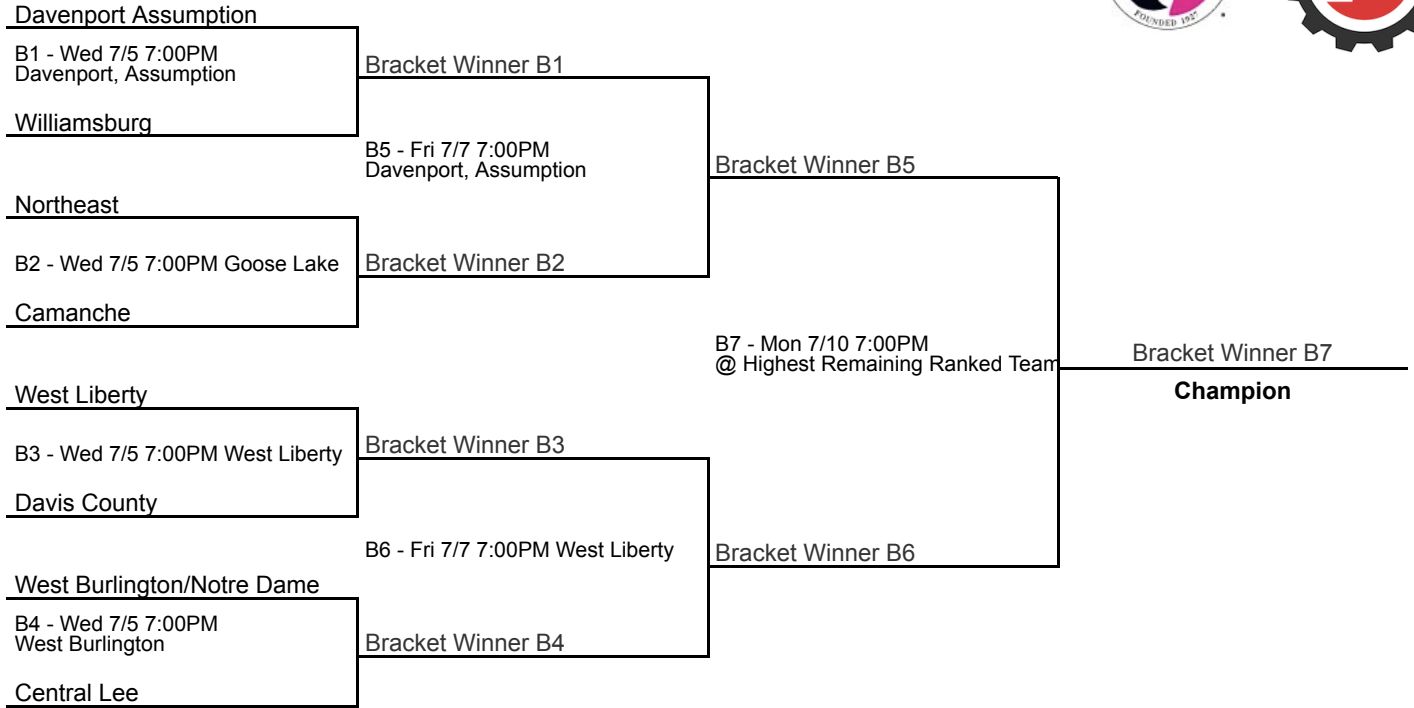 Davenport Assumption
B1 - Wed 7/5 7:00PM
Davenport, Assumption
Williamsburg
Bracket Winner B1
B5 - Fri 7/7 7:00PM
Davenport, Assumption
Bracket Winner B5
Northeast
B2 - Wed 7/5 7:00PM Goose Lake
Bracket Winner B2
Camanche
B7 - Mon 7/10 7:00PM
@ Highest Remaining Ranked Team
Bracket Winner B7
Champion
West Liberty
B3 - Wed 7/5 7:00PM West Liberty
Bracket Winner B3
Davis County
B6 - Fri 7/7 7:00PM West Liberty
Bracket Winner B6
West Burlington/Notre Dame
B4 - Wed 7/5 7:00PM
West Burlington
Bracket Winner B4
Central Lee
FOUNDED 1927